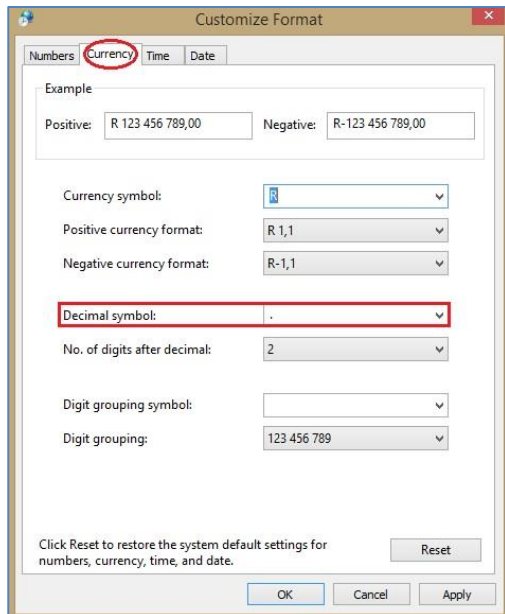 Customize Format
Numbers Currency Time Date
Example
Positive: R 123 456 789,00 Negative: R-123 456 789,00
Currency symbol: R
Positive currency format: R 1,1
Negative currency format: R-1,1
Decimal symbol: .
No. of digits after decimal: 2
Digit grouping symbol:
Digit grouping: 123 456 789
Click Reset to restore the system default settings for
numbers, currency, time, and date.
Reset
OK Cancel Apply